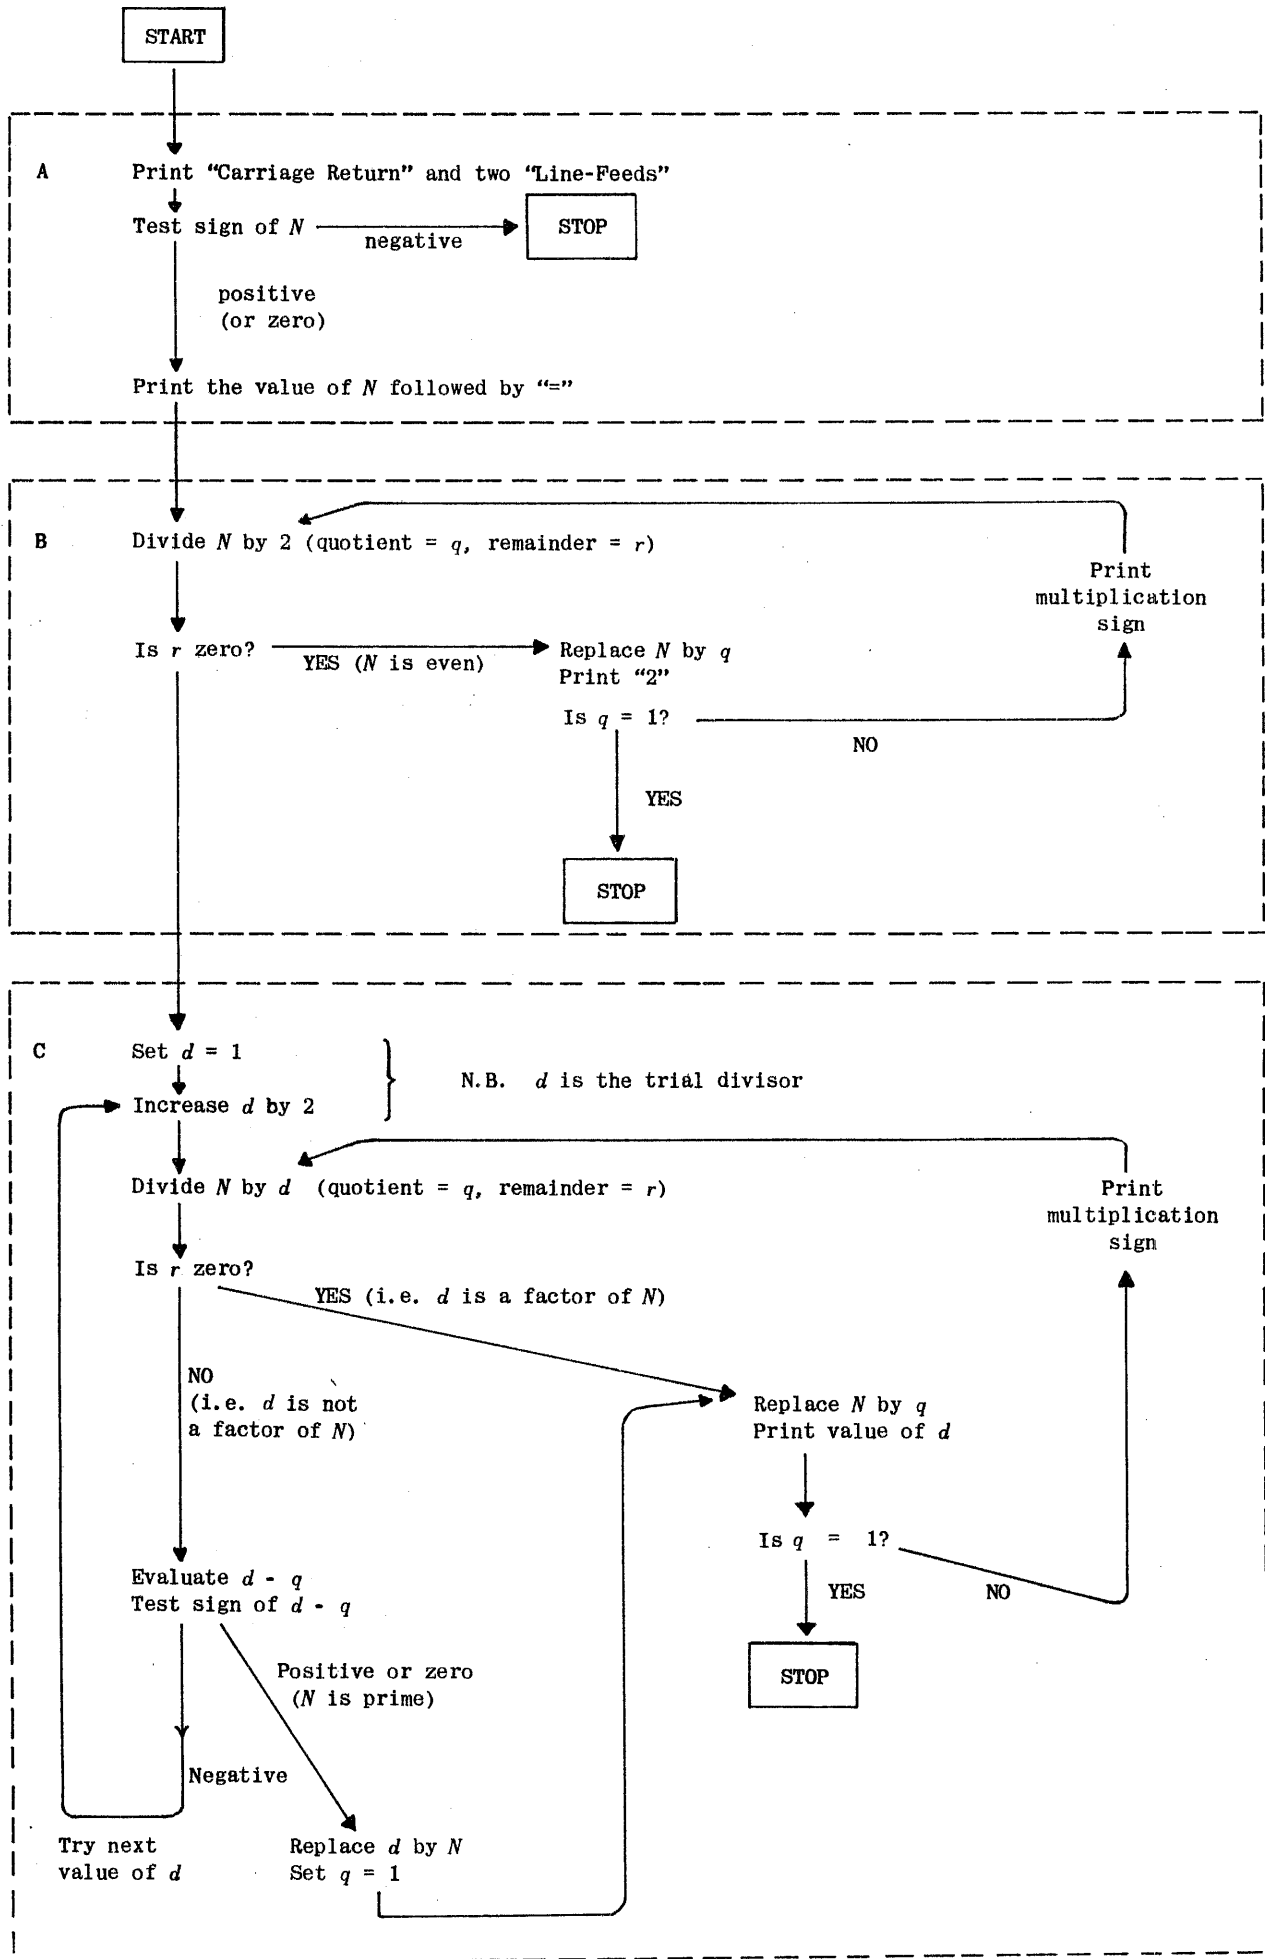 START
A
Print “Carriage Return” and two “Line-Feeds”
Test sign of N
negative
STOP
positive
(or zero)
Print the value of N followed by “=”
B
Divide N by 2 (quotient = q, remainder = r)
Print
multiplication
sign
Is r zero?
YES (N is even)
Replace N by q
Print “2”
Is q = 1?
NO
YES
STOP
C
Set d = 1
N.B. d is the trial divisor
Increase d by 2
Divide N by d (quotient = q, remainder = r)
Print
multiplication
sign
Is r zero?
YES (i.e. d is a factor of N)
NO
(i.e. d is not
a factor of N)
Replace N by q
Print value of d
Is q = 1?
YES
NO
STOP
Evaluate d - q
Test sign of d - q
Positive or zero
(N is prime)
Negative
Try next
value of d
Replace d by N
Set q = 1